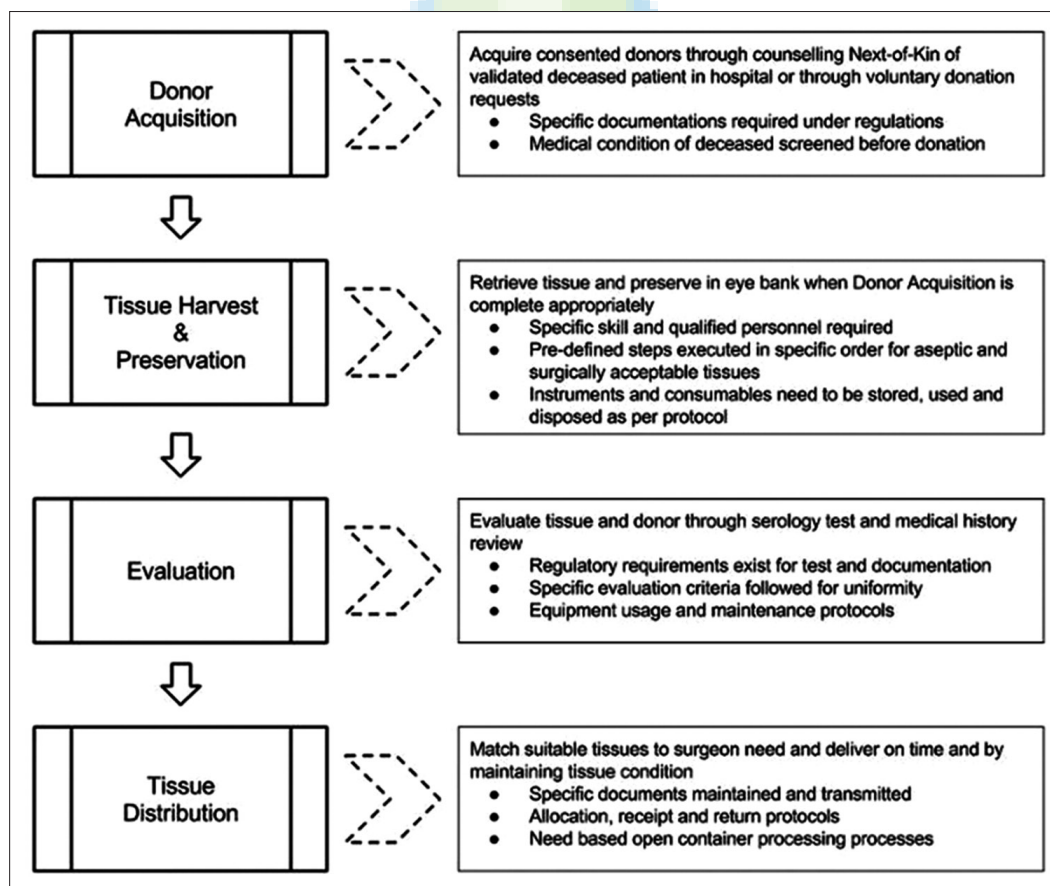 Donor
Acquisition
Acquire consented donors through counselling Next-of-Kin of
validated deceased patient in hospital or through voluntary donation
requests
● Specific documentations required under regulations
● Medical condition of deceased screened before donation
Tissue Harvest
&
Preservation
Retrieve tissue and preserve in eye bank when Donor Acquisition is
complete appropriately
● Specific skill and qualified personnel required
● Pre-defined steps executed in specific order for aseptic and
surgically acceptable tissues
● Instruments and consumables need to be stored, used and
disposed as per protocol
Evaluation
Evaluate tissue and donor through serology test and medical history
review
● Regulatory requirements exist for test and documentation
● Specific evaluation criteria followed for uniformity
● Equipment usage and maintenance protocols
Tissue
Distribution
Match suitable tissues to surgeon need and deliver on time and by
maintaining tissue condition
● Specific documents maintained and transmitted
● Allocation, receipt and return protocols
● Need based open container processing processes